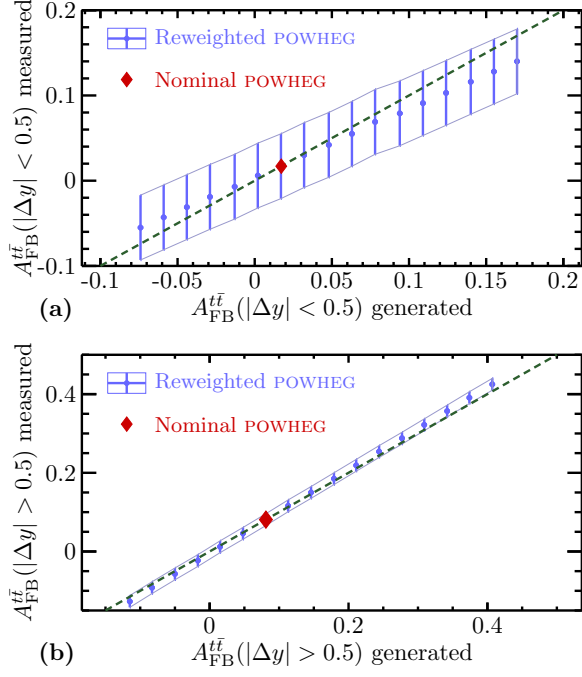 0.2
0.1
0
-0.1
A_FB^{tt̄}(|Δy| < 0.5) measured
Reweighted POWHEG
Nominal POWHEG
-0.1 -0.05 0 0.05 0.1 0.15 0.2
(a) A_FB^{tt̄}(|Δy| < 0.5) generated
0.4
0.2
0
A_FB^{tt̄}(|Δy| > 0.5) measured
Reweighted POWHEG
Nominal POWHEG
0 0.2 0.4
(b) A_FB^{tt̄}(|Δy| > 0.5) generated